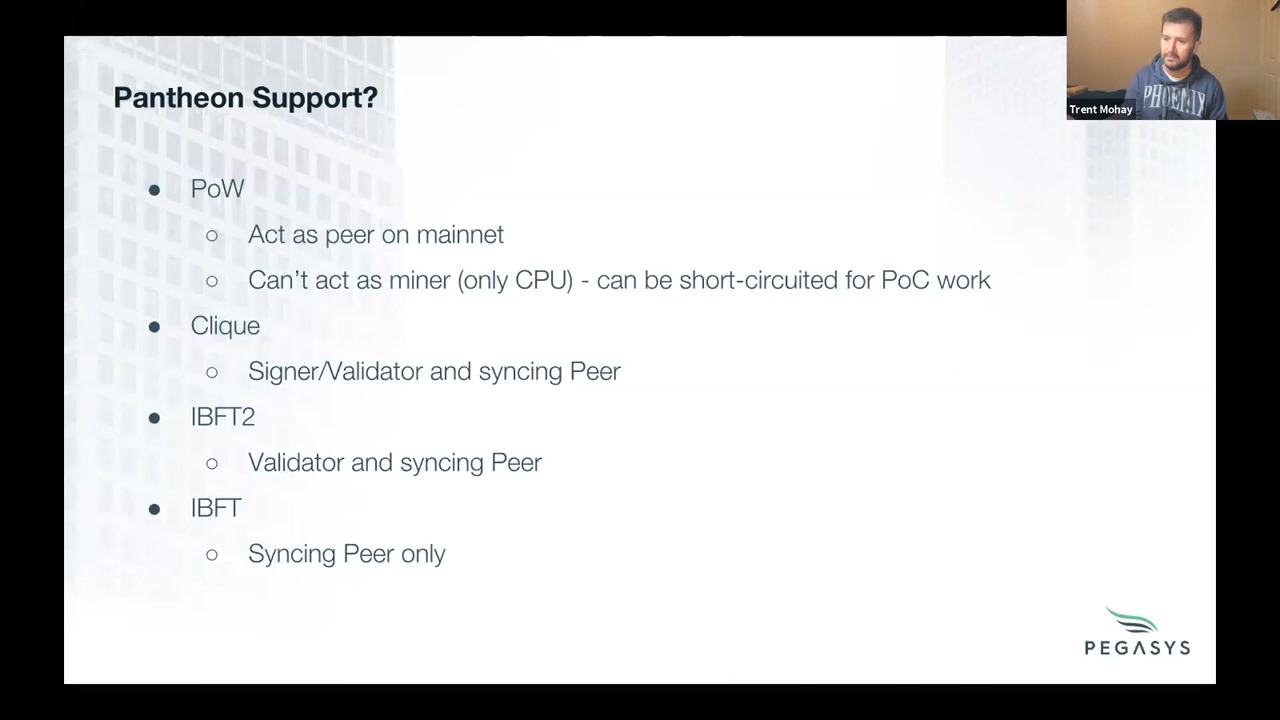 Pantheon Support?
PHOENIX
Trent Mohay
● PoW
○ Act as peer on mainnet
○ Can’t act as miner (only CPU) - can be short-circuited for PoC work
● Clique
○ Signer/Validator and syncing Peer
● IBFT2
○ Validator and syncing Peer
● IBFT
○ Syncing Peer only
PEGASYS